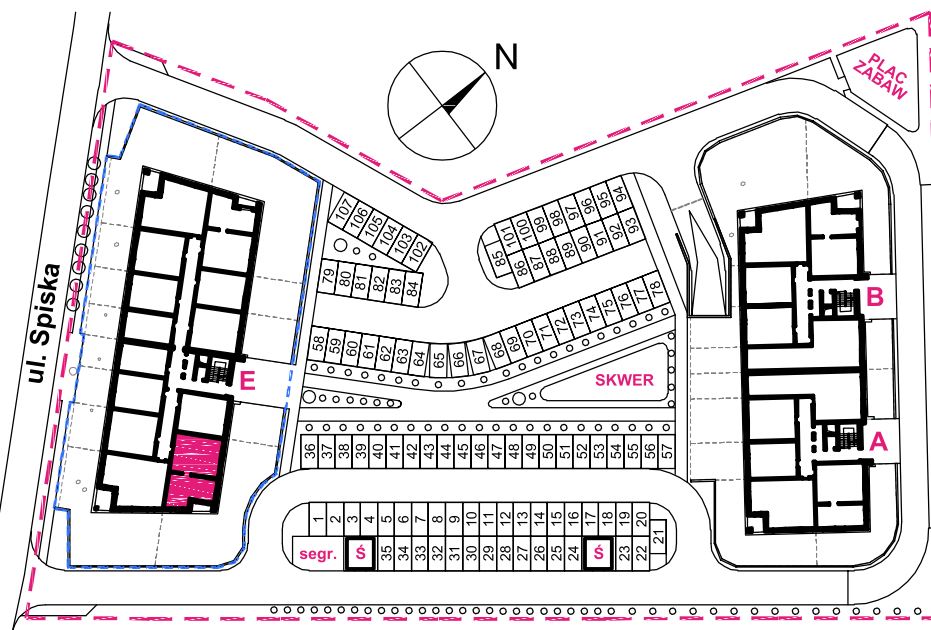 N
PLAC
ZABAW
ul. Spiska
107 106 105 104 103 102
79 80 81 82 83 84
85 101 100 99 98 97 96 95 94
86 87 88 89 90 91 92 93
B
58 59 60 61 62 63 64 65 66 67 68 69 70 71 72 73 74 75 76 77 78
E
SKWER
A
36 37 38 39 40 41 42 43 44 45 46 47 48 49 50 51 52 53 54 55 56 57
1 2 3 4 5 6 7 8 9 10 11 12 13 14 15 16 17 18 19 20
21
segr. Ś 35 34 33 32 31 30 29 28 27 26 25 24 Ś 23 22